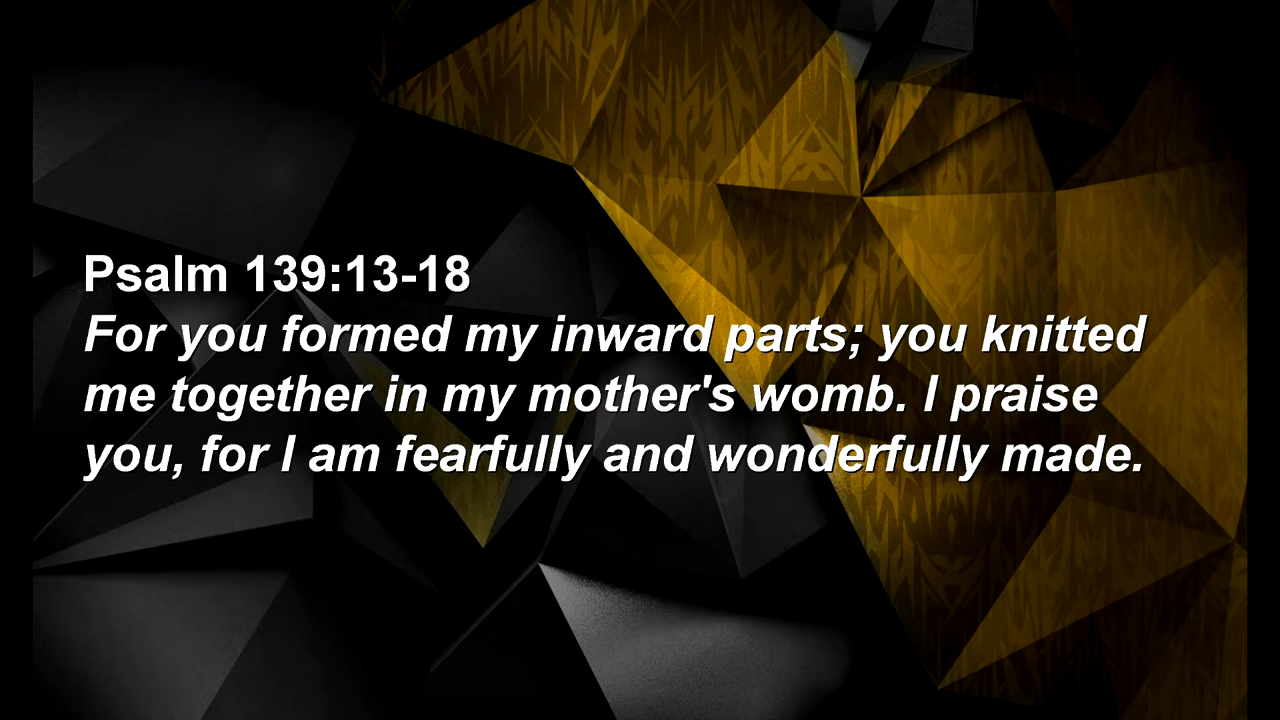 Psalm 139:13-18
For you formed my inward parts; you knitted
me together in my mother's womb. I praise
you, for I am fearfully and wonderfully made.